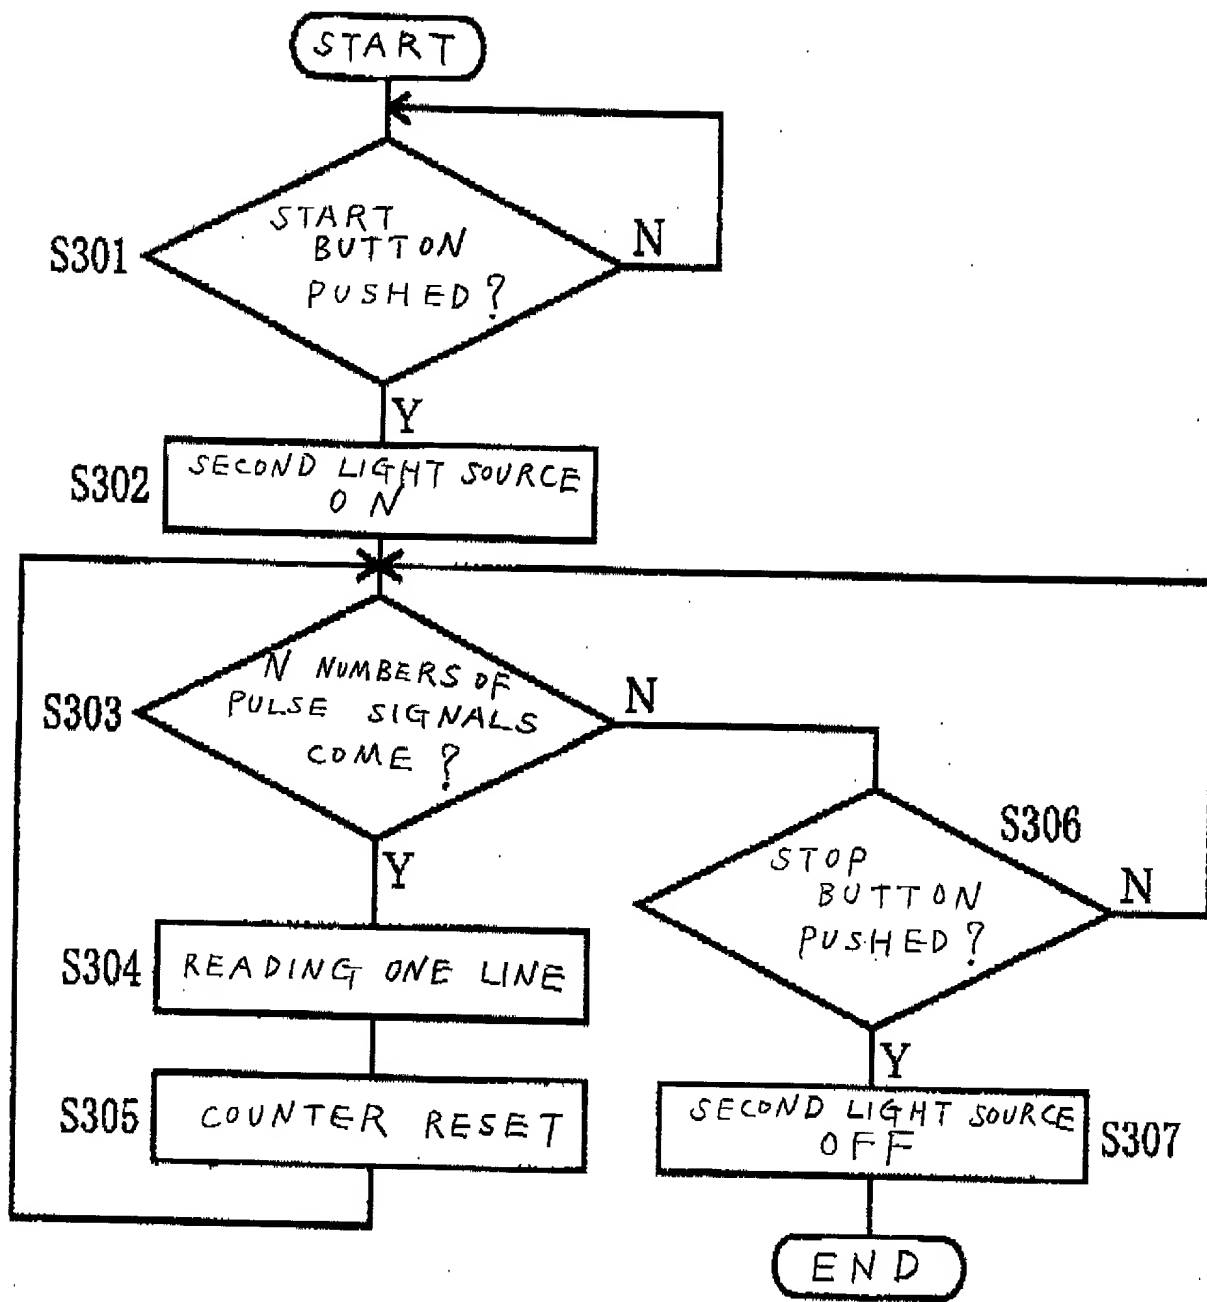 START
START
BUTTON
PUSHED?
N
S301
Y
S302
SECOND LIGHT SOURCE
ON
N NUMBERS OF
PULSE SIGNALS
COME?
N
S303
Y
S306
STOP
BUTTON
PUSHED?
N
S304
READING ONE LINE
Y
S305
COUNTER RESET
SECOND LIGHT SOURCE
OFF
S307
END